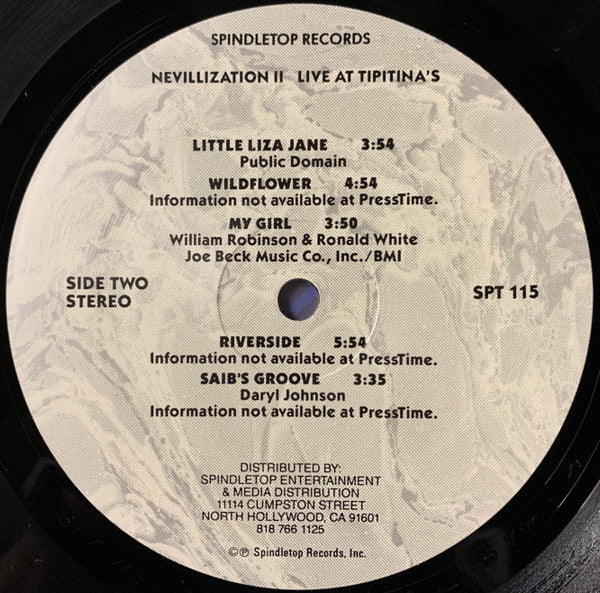 SPINDLETOP RECORDS
NEVILLIZATION II LIVE AT TIPITINA'S
LITTLE LIZA JANE 3:54
Public Domain
WILDFLOWER 4:54
Information not available at PressTime.
MY GIRL 3:50
William Robinson & Ronald White
Joe Beck Music Co., Inc./BMI
SIDE TWO
STEREO
SPT 115
RIVERSIDE 5:54
Information not available at PressTime.
SAIB'S GROOVE 3:35
Daryl Johnson
Information not available at PressTime.
DISTRIBUTED BY:
SPINDLETOP ENTERTAINMENT
& MEDIA DISTRIBUTION
11114 CUMPSTON STREET
NORTH HOLLYWOOD, CA 91601
818 766 1125
©℗ Spindletop Records, Inc.